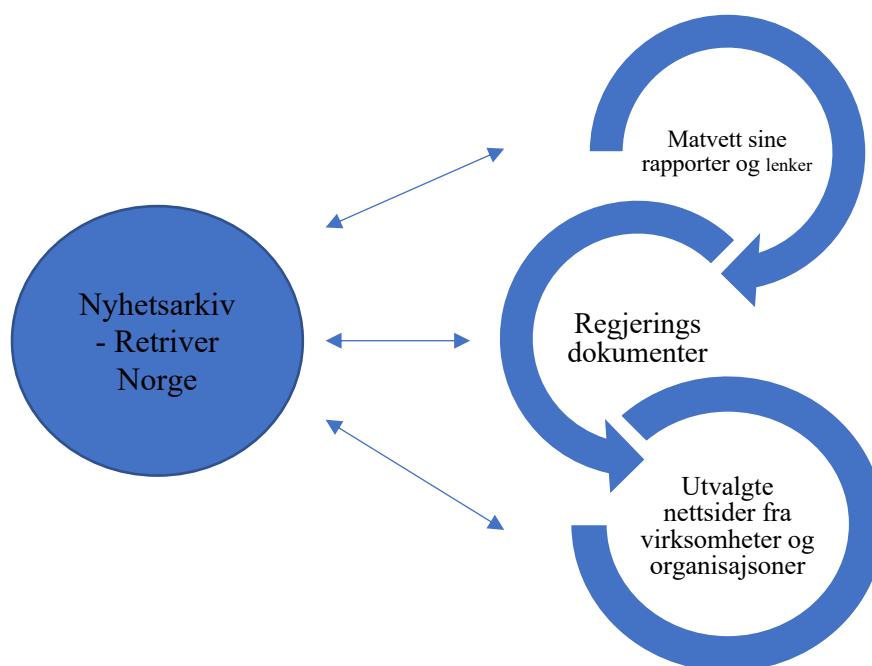 Nyhetsarkiv
- Retriver
Norge
Matvett sine
rapporter og lenker
Regjerings
dokumenter
Utvalgte
nettsider fra
virksomheter og
organisajsoner